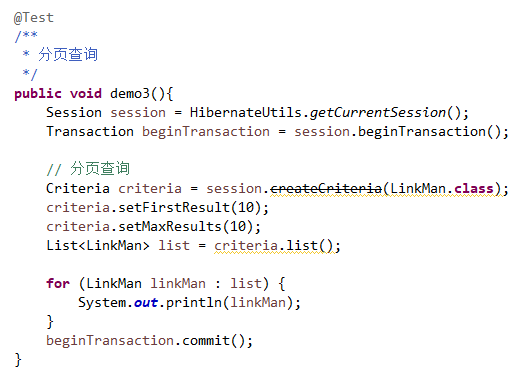 @Test
/**
 * 分页查询
 */
public void demo3(){
    Session session = HibernateUtils.getCurrentSession();
    Transaction beginTransaction = session.beginTransaction();

    // 分页查询
    Criteria criteria = session.createCriteria(LinkMan.class);
    criteria.setFirstResult(10);
    criteria.setMaxResults(10);
    List<LinkMan> list = criteria.list();

    for (LinkMan linkMan : list) {
        System.out.println(linkMan);
    }
    beginTransaction.commit();
}